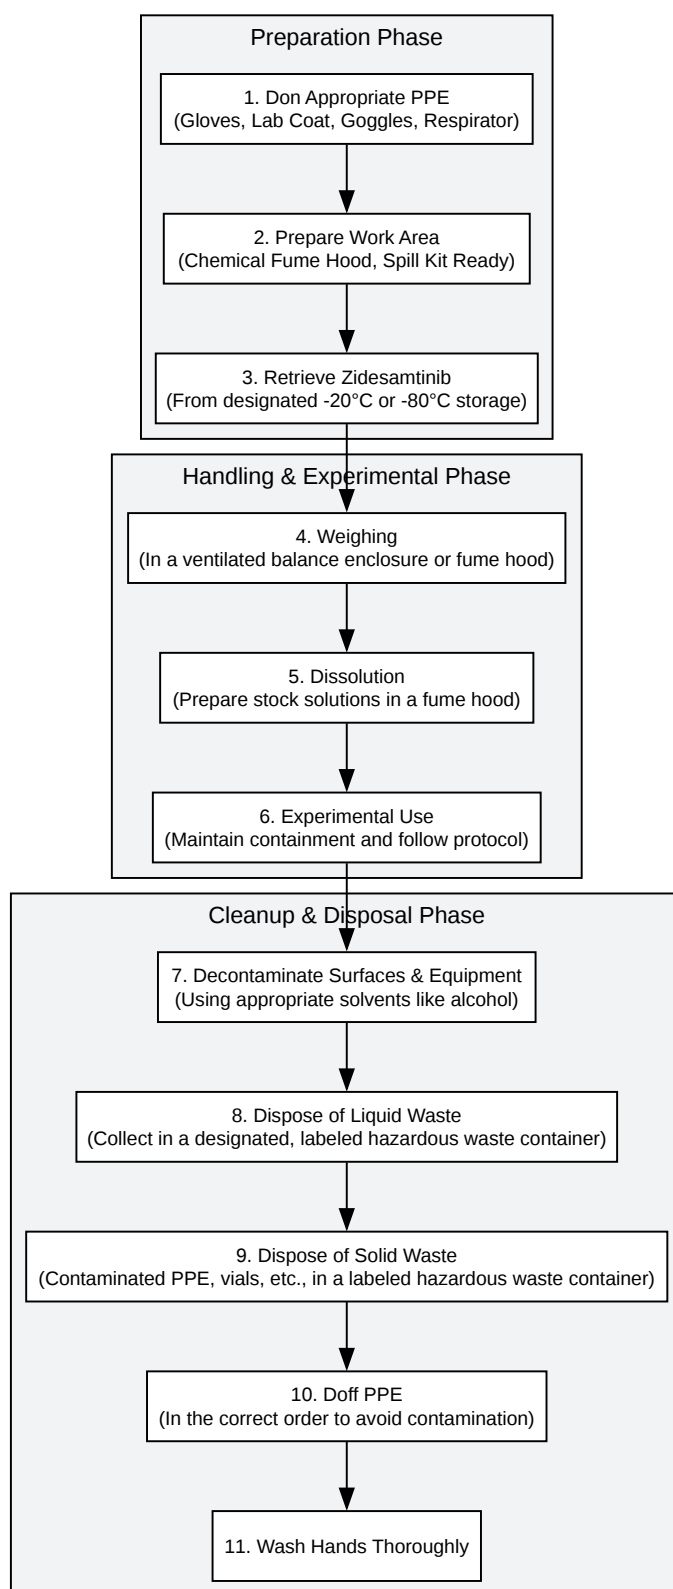 Preparation Phase
1. Don Appropriate PPE
(Gloves, Lab Coat, Goggles, Respirator)
2. Prepare Work Area
(Chemical Fume Hood, Spill Kit Ready)
3. Retrieve Zidesamtinib
(From designated -20°C or -80°C storage)
Handling & Experimental Phase
4. Weighing
(In a ventilated balance enclosure or fume hood)
5. Dissolution
(Prepare stock solutions in a fume hood)
6. Experimental Use
(Maintain containment and follow protocol)
Cleanup & Disposal Phase
7. Decontaminate Surfaces & Equipment
(Using appropriate solvents like alcohol)
8. Dispose of Liquid Waste
(Collect in a designated, labeled hazardous waste container)
9. Dispose of Solid Waste
(Contaminated PPE, vials, etc., in a labeled hazardous waste container)
10. Doff PPE
(In the correct order to avoid contamination)
11. Wash Hands Thoroughly